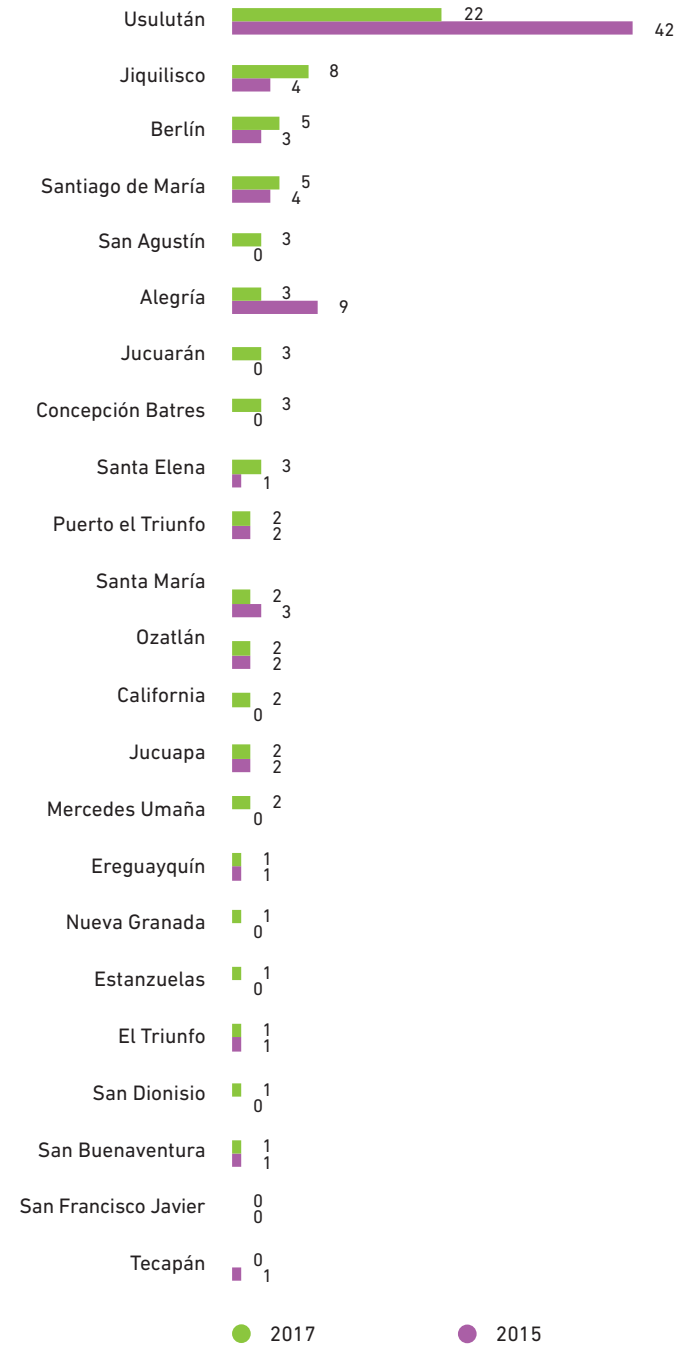 Usulután 22
42
Jiquilisco 8
4
Berlín 5
3
Santiago de María 5
4
San Agustín 3
0
Alegría 3
9
Jucuarán 3
0
Concepción Batres 3
0
Santa Elena 3
1
Puerto el Triunfo 2
2
Santa María 2
3
Ozatlán 2
2
California 2
0
Jucuapa 2
2
Mercedes Umaña 2
0
Ereguayquín 1
1
Nueva Granada 1
0
Estanzuelas 1
0
El Triunfo 1
1
San Dionisio 1
0
San Buenaventura 1
1
San Francisco Javier 0
0
Tecapán 0
1
2017 2015